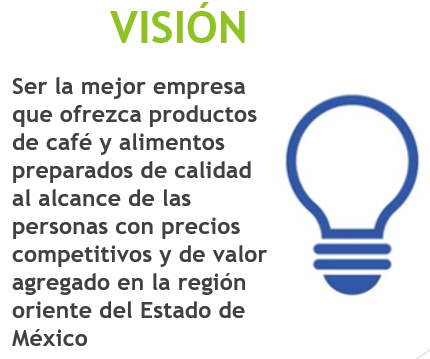 VISIÓN
Ser la mejor empresa
que ofrezca productos
de café y alimentos
preparados de calidad
al alcance de las
personas con precios
competitivos y de valor
agregado en la región
oriente del Estado de
México